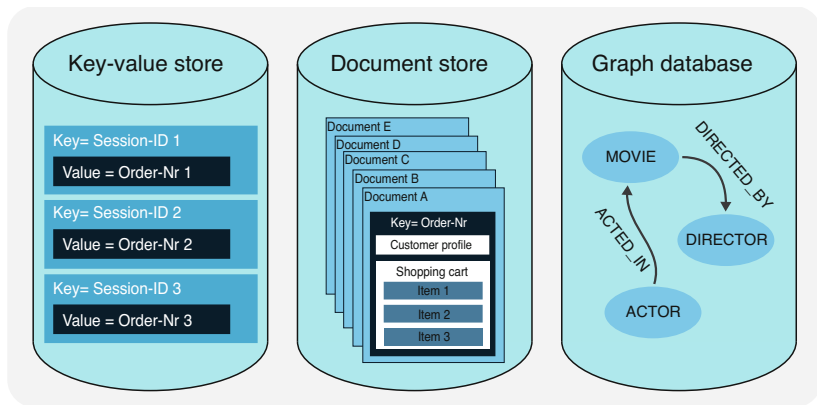 Key-value store
Key= Session-ID 1
Value = Order-Nr 1
Key= Session-ID 2
Value = Order-Nr 2
Key= Session-ID 3
Value = Order-Nr 3
Document store
Document E
Document D
Document C
Document B
Document A
Key= Order-Nr
Customer profile
Shopping cart
Item 1
Item 2
Item 3
Graph database
MOVIE
DIRECTED_BY
DIRECTOR
ACTED_IN
ACTOR